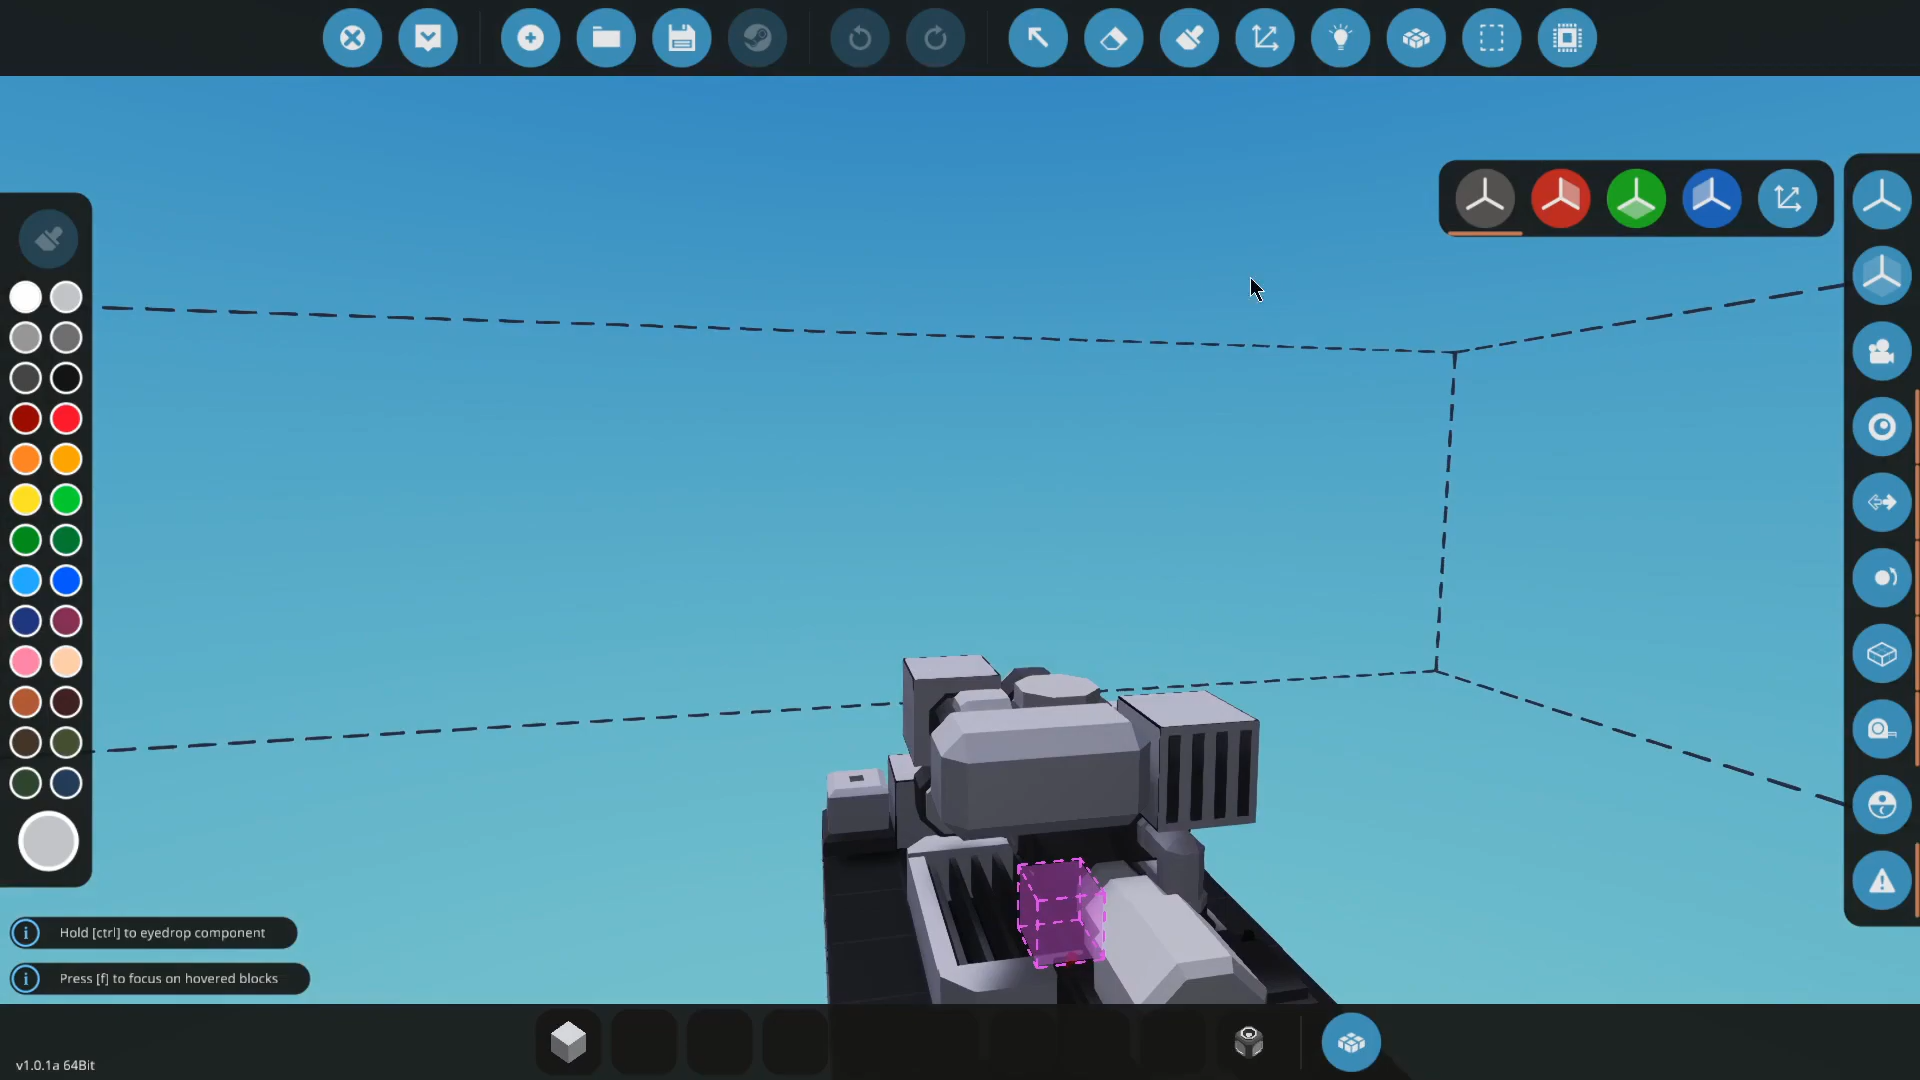 Hold [ctrl] to eyedrop component
Press [f] to focus on hovered blocks
v1.0.1a 64Bit